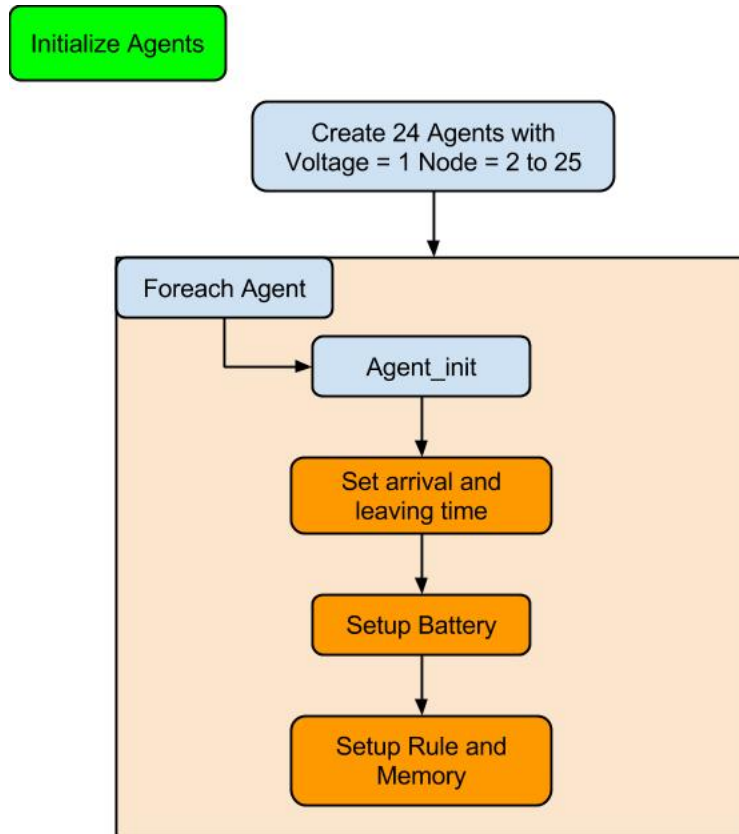 Initialize Agents
Create 24 Agents with
Voltage = 1 Node = 2 to 25
Foreach Agent
Agent_init
Set arrival and
leaving time
Setup Battery
Setup Rule and
Memory